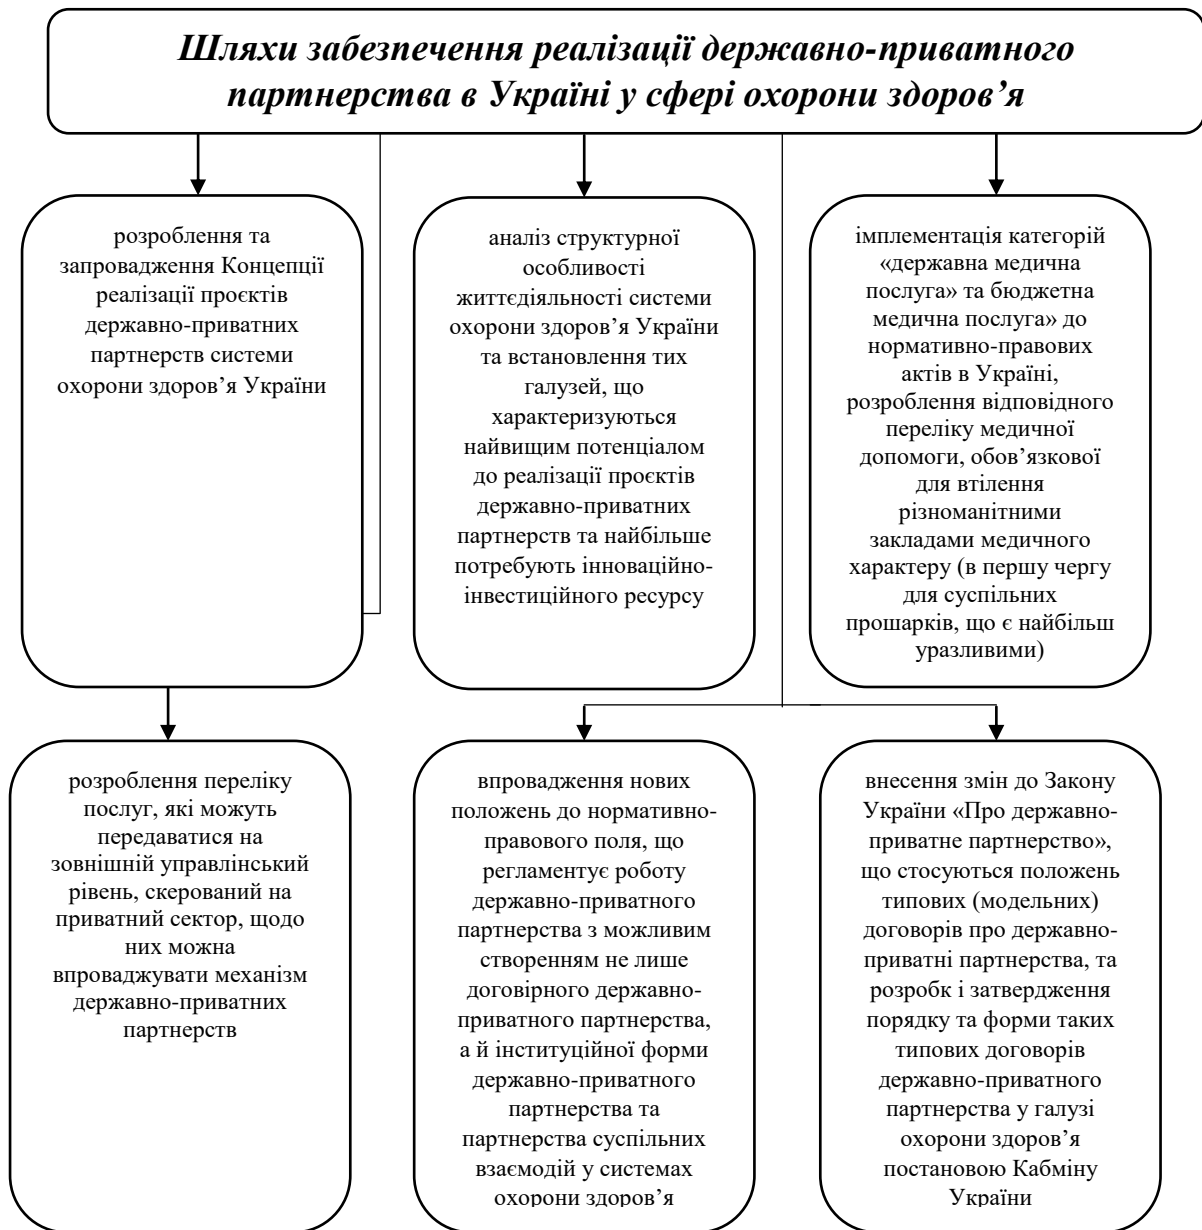 Шляхи забезпечення реалізації державно-приватного
партнерства в Україні у сфері охорони здоров’я
розроблення та
запровадження Концепції
реалізації проєктів
державно-приватних
партнерств системи
охорони здоров’я України
аналіз структурної
особливості
життєдіяльності системи
охорони здоров’я України
та встановлення тих
галузей, що
характеризуються
найвищим потенціалом
до реалізації проєктів
державно-приватних
партнерств та найбільше
потребують інноваційно-
інвестиційного ресурсу
імплементація категорій
«державна медична
послуга» та бюджетна
медична послуга» до
нормативно-правових
актів в Україні,
розроблення відповідного
переліку медичної
допомоги, обов’язкової
для втілення
різноманітними
закладами медичного
характеру (в першу чергу
для суспільних
прошарків, що є найбільш
уразливими)
розроблення переліку
послуг, які можуть
передаватися на
зовнішній управлінський
рівень, скерований на
приватний сектор, щодо
них можна
впроваджувати механізм
державно-приватних
партнерств
впровадження нових
положень до нормативно-
правового поля, що
регламентує роботу
державно-приватного
партнерства з можливим
створенням не лише
договірного державно-
приватного партнерства,
а й інституційної форми
державно-приватного
партнерства та
партнерства суспільних
взаємодій у системах
охорони здоров’я
внесення змін до Закону
України «Про державно-
приватне партнерство»,
що стосуються положень
типових (модельних)
договорів про державно-
приватні партнерства, та
розробк і затвердження
порядку та форми таких
типових договорів
державно-приватного
партнерства у галузі
охорони здоров’я
постановою Кабміну
України